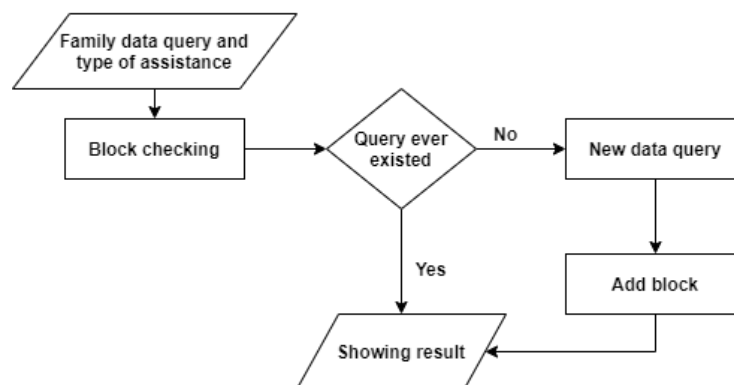 Family data query and
type of assistance
Block checking
Query ever
existed
No
New data query
Yes
Add block
Showing result